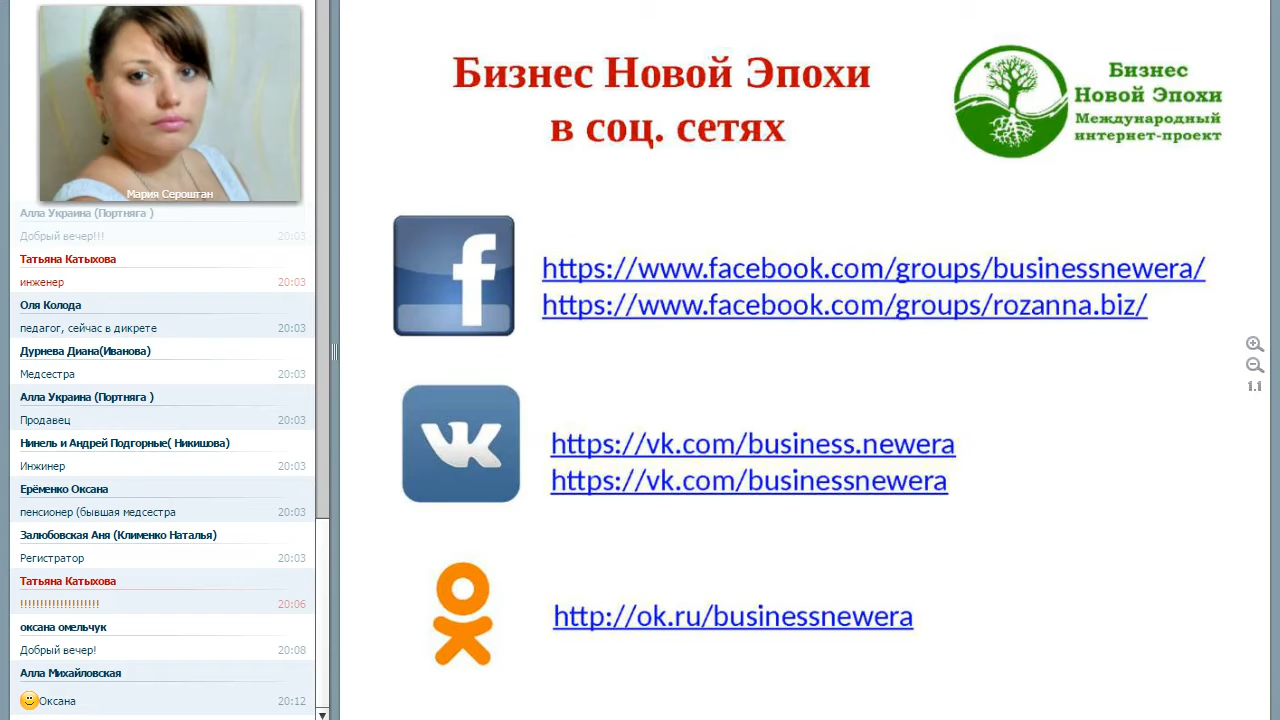 Мария Сероштан
Алла Украина (Портняга )
Добрый вечер!!! 20:03
Татьяна Катыхова
инженер 20:03
Оля Колода
педагог, сейчас в дикрете 20:03
Дурнева Диана(Иванова)
Медсестра 20:03
Алла Украина (Портняга )
Продавец 20:03
Нинель и Андрей Подгорные( Никишова)
Инжинер 20:03
Ерёменко Оксана
пенсионер (бывшая медсестра 20:03
Залюбовская Аня (Клименко Наталья)
Регистратор 20:03
Татьяна Катыхова
!!!!!!!!!!!!!!!!!!!! 20:06
оксана омельчук
Добрый вечер! 20:08
Алла Михайловская
Оксана 20:12
Бизнес Новой Эпохи
в соц. сетях
Бизнес
Новой Эпохи
Международный
интернет-проект
f https://www.facebook.com/groups/businessnewera/
https://www.facebook.com/groups/rozanna.biz/
https://vk.com/business.newera
https://vk.com/businessnewera
http://ok.ru/businessnewera
1.1